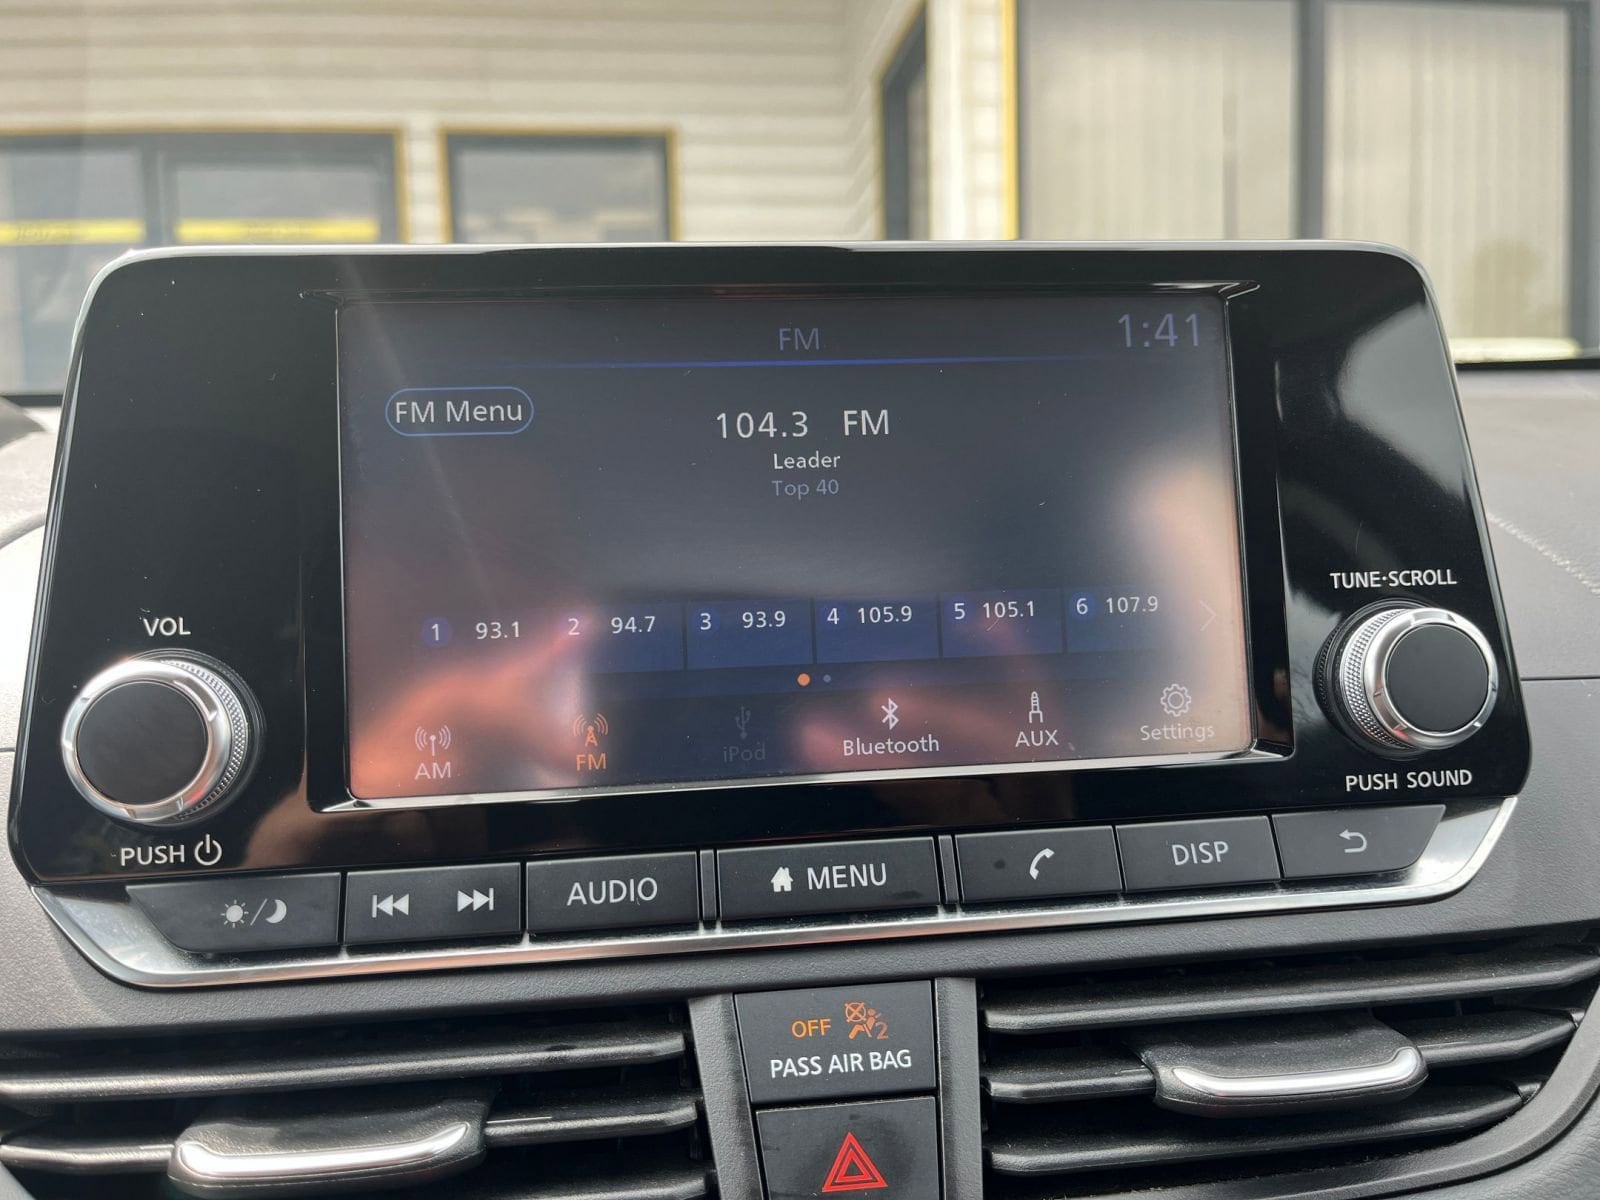 FM 1:41
FM Menu
104.3 FM
Leader
Top 40
1 93.1 2 94.7 3 93.9 4 105.9 5 105.1 6 107.9
AM FM iPod Bluetooth AUX Settings
VOL
PUSH
TUNE·SCROLL
PUSH SOUND
AUDIO MENU DISP
OFF 2
PASS AIR BAG